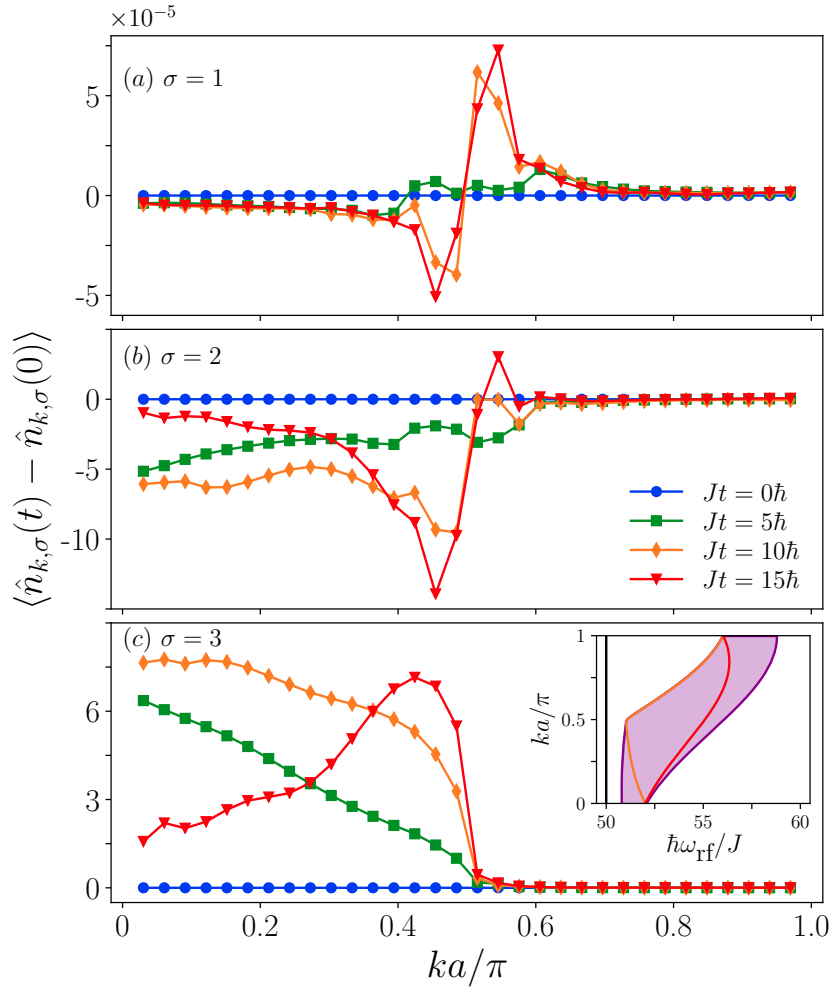 ×10⁻⁵
(a) σ = 1
5
0
-5
(b) σ = 2
0
-5
-10
Jt = 0ħ
Jt = 5ħ
Jt = 10ħ
Jt = 15ħ
⟨n̂ₖ,σ(t) − n̂ₖ,σ(0)⟩
(c) σ = 3
6
3
0
1
0.5
0
ka/π
50 55 60
ħω_rf/J
0 0.2 0.4 0.6 0.8 1.0
ka/π